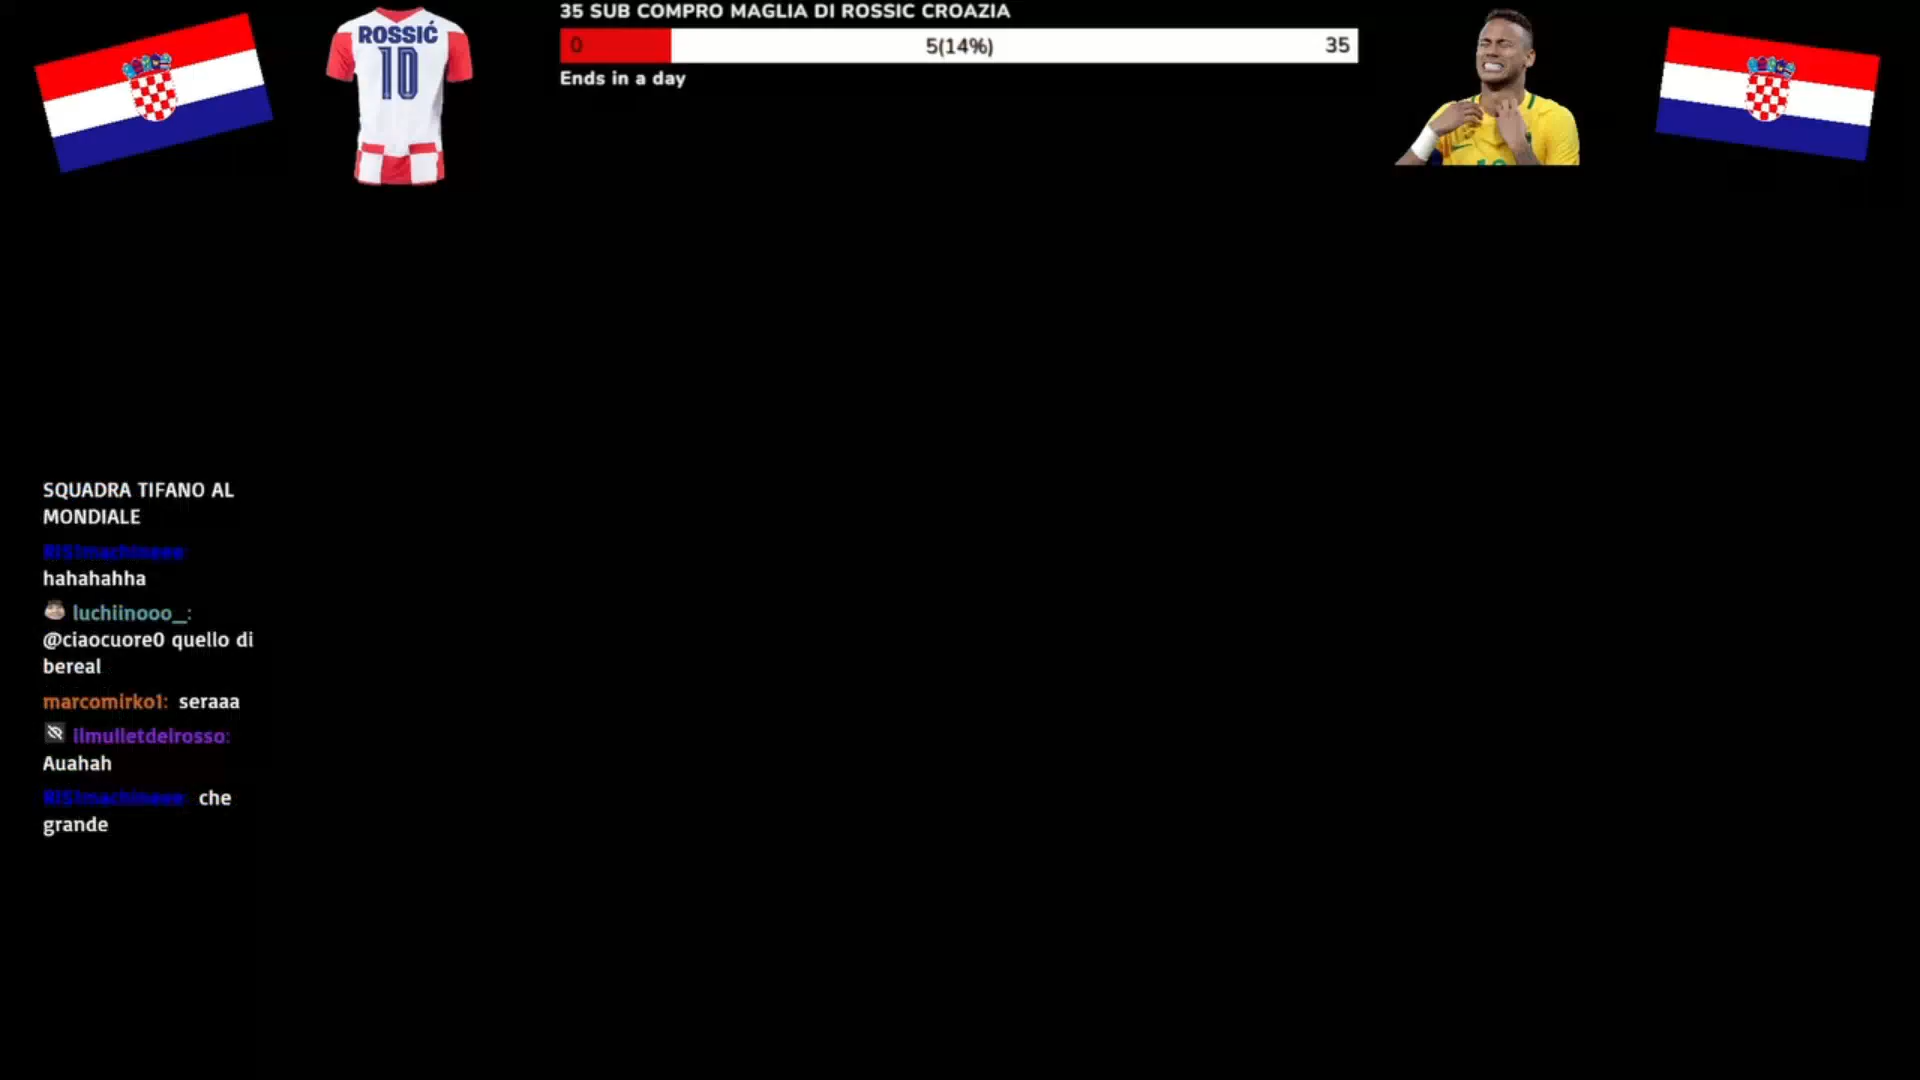 35 SUB COMPRO MAGLIA DI ROSSIC CROAZIA
ROSSIĆ
10
0 5(14%) 35
Ends in a day
SQUADRA TIFANO AL
MONDIALE
hahahahha
luchiinooo_:
@ciaocuore0 quello di
bereal
marcomirko1: seraaa
ilmulletdelrosso:
Auahah
che
grande